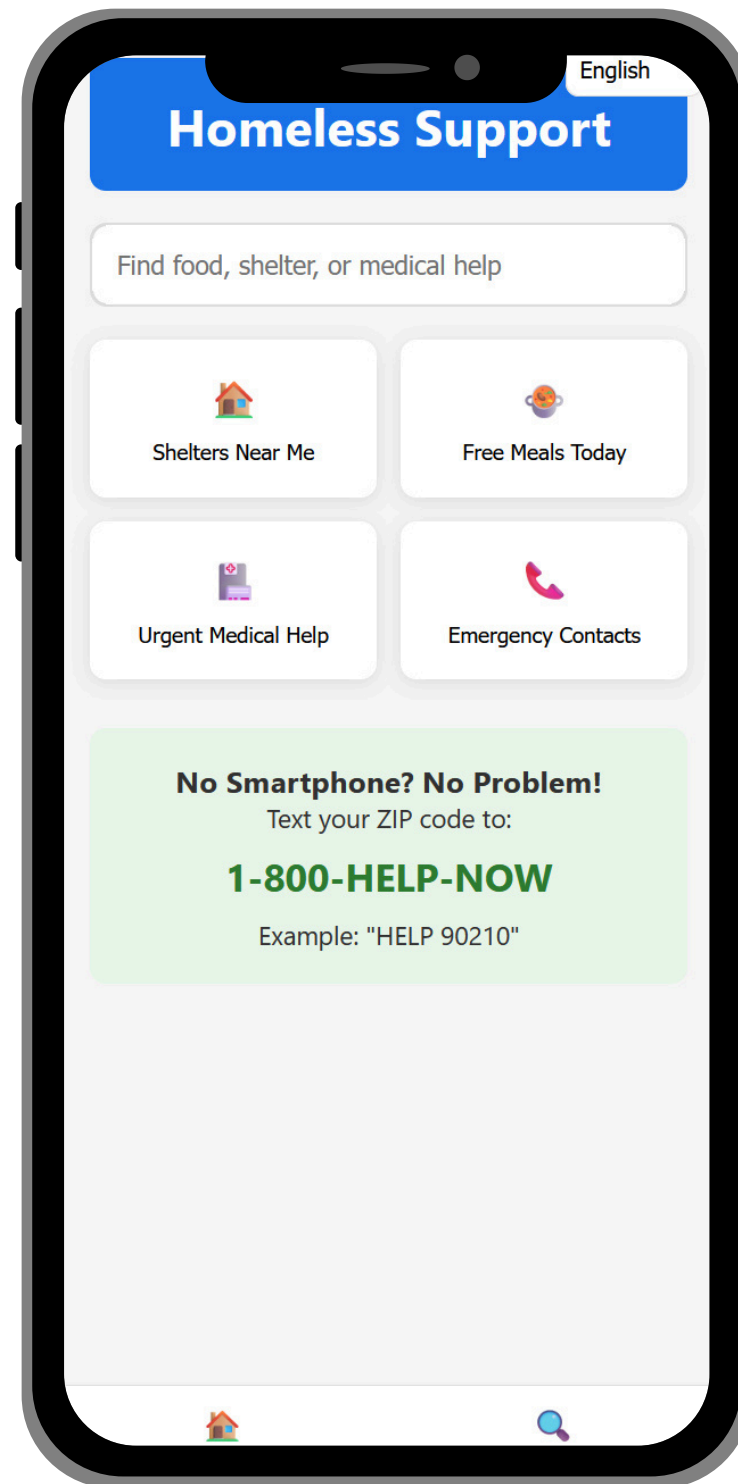 English
Homeless Support
Find food, shelter, or medical help
Shelters Near Me
Free Meals Today
Urgent Medical Help
Emergency Contacts
No Smartphone? No Problem!
Text your ZIP code to:
1-800-HELP-NOW
Example: "HELP 90210"